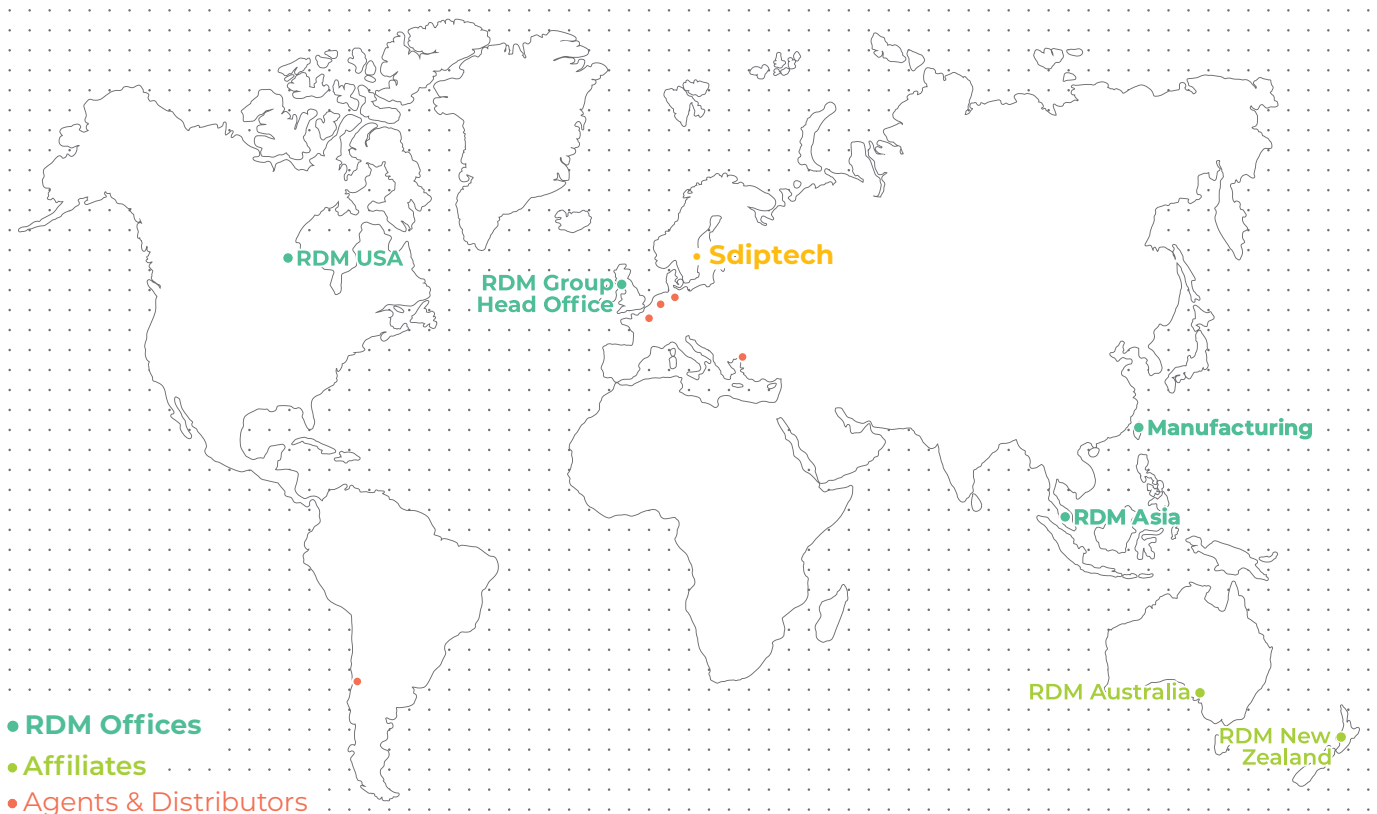 RDM USA
Sdiptech
RDM Group
Head Office
Manufacturing
RDM Asia
RDM Australia
RDM New
Zealand
RDM Offices
Affiliates
Agents & Distributors